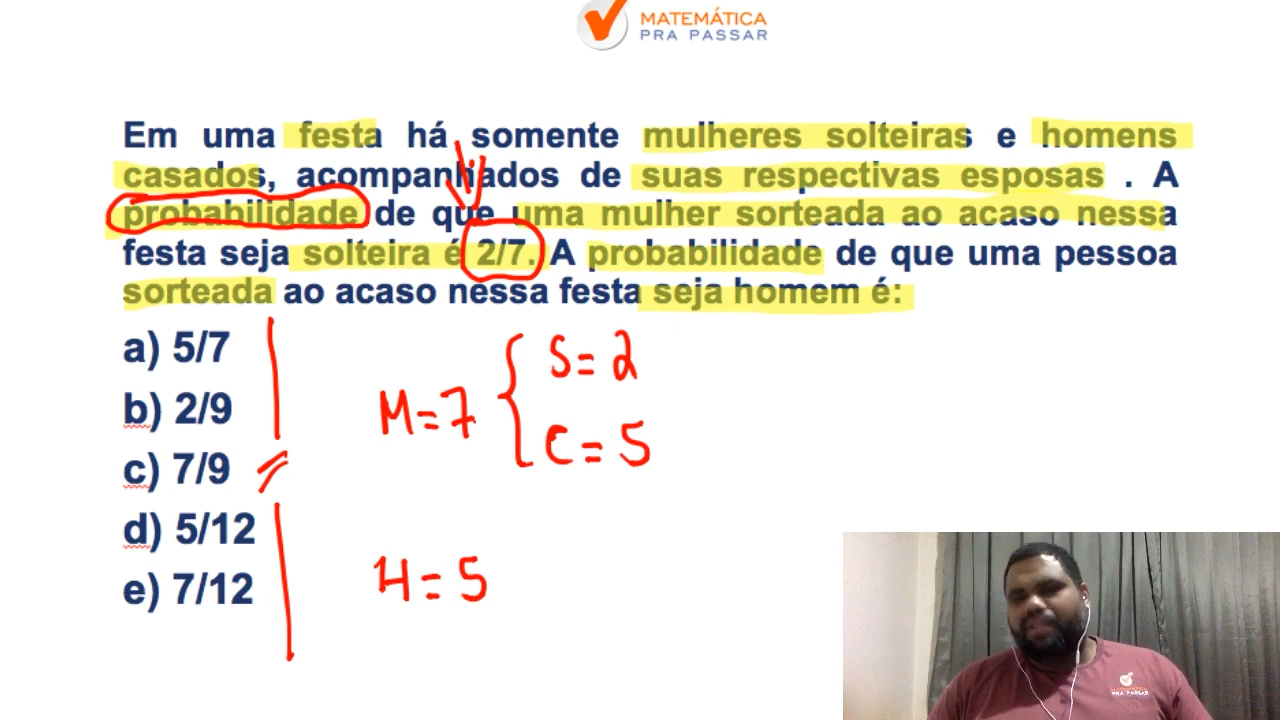 MATEMÁTICA
PRA PASSAR
Em uma festa há somente mulheres solteiras e homens
casados, acompanhados de suas respectivas esposas . A
probabilidade de que uma mulher sorteada ao acaso nessa
festa seja solteira é 2/7. A probabilidade de que uma pessoa
sorteada ao acaso nessa festa seja homem é:
a) 5/7
b) 2/9
c) 7/9
d) 5/12
e) 7/12
S = 2
M = 7
C = 5
H = 5
MATEMÁTICA
PRA PASSAR